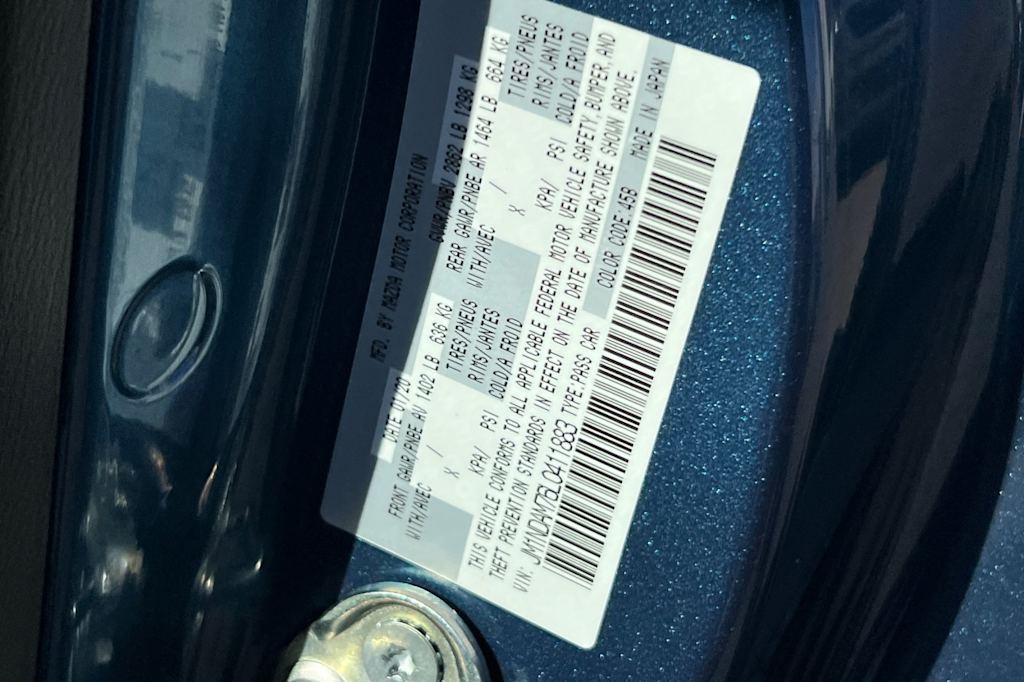 MFD. BY MAZDA MOTOR CORPORATION
DATE 07/20 GVWR/PNBV 2862 LB 1298 KG
FRONT GAWR/PNBE AV 1402 LB 636 KG REAR GAWR/PNBE AR 1464 LB 664 KG
WITH/AVEC TIRES/PNEUS WITH/AVEC TIRES/PNEUS
X / RIMS/JANTES X / RIMS/JANTES
KPA/ PSI COLD/A FROID KPA/ PSI COLD/A FROID
THIS VEHICLE CONFORMS TO ALL APPLICABLE FEDERAL MOTOR VEHICLE SAFETY,BUMPER,AND
THEFT PREVENTION STANDARDS IN EFFECT ON THE DATE OF MANUFACTURE SHOWN ABOVE.
VIN: JM1NDAM76L0411883 TYPE:PASS CAR COLOR CODE:45B MADE IN JAPAN